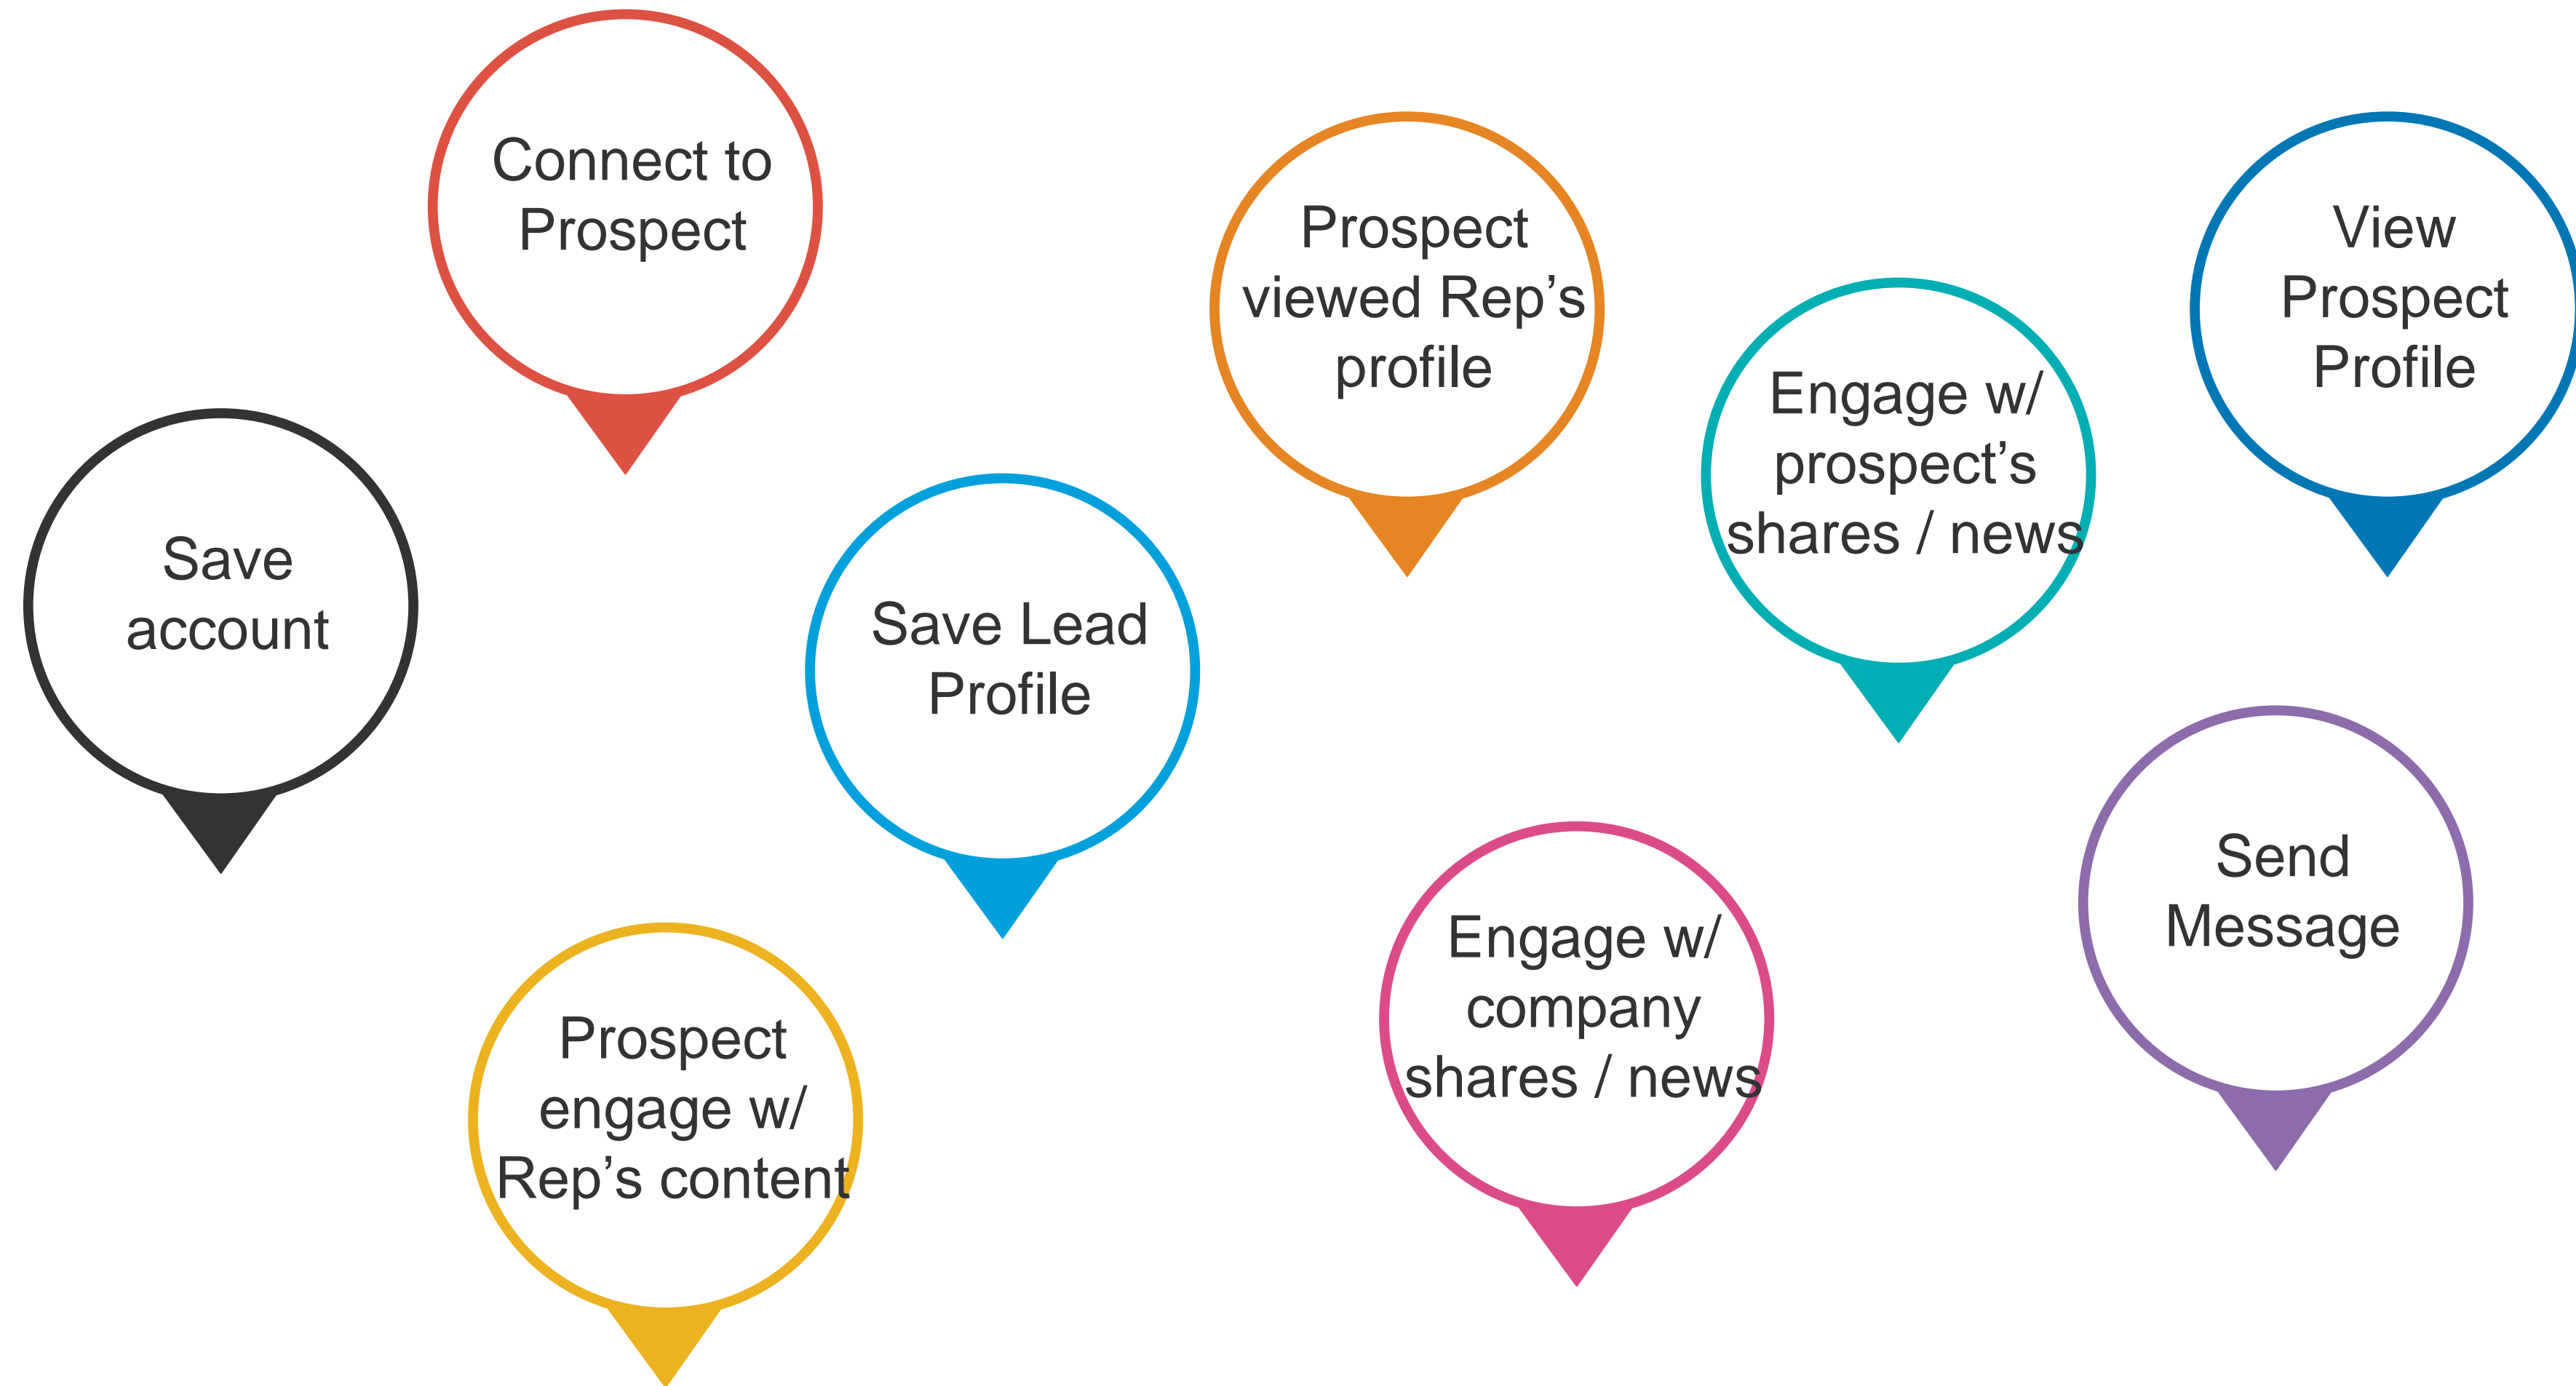 Connect to
Prospect
Prospect
viewed Rep’s
profile
View
Prospect
Profile
Engage w/
prospect’s
shares / news
Save
account
Save Lead
Profile
Send
Message
Engage w/
company
shares / news
Prospect
engage w/
Rep’s content